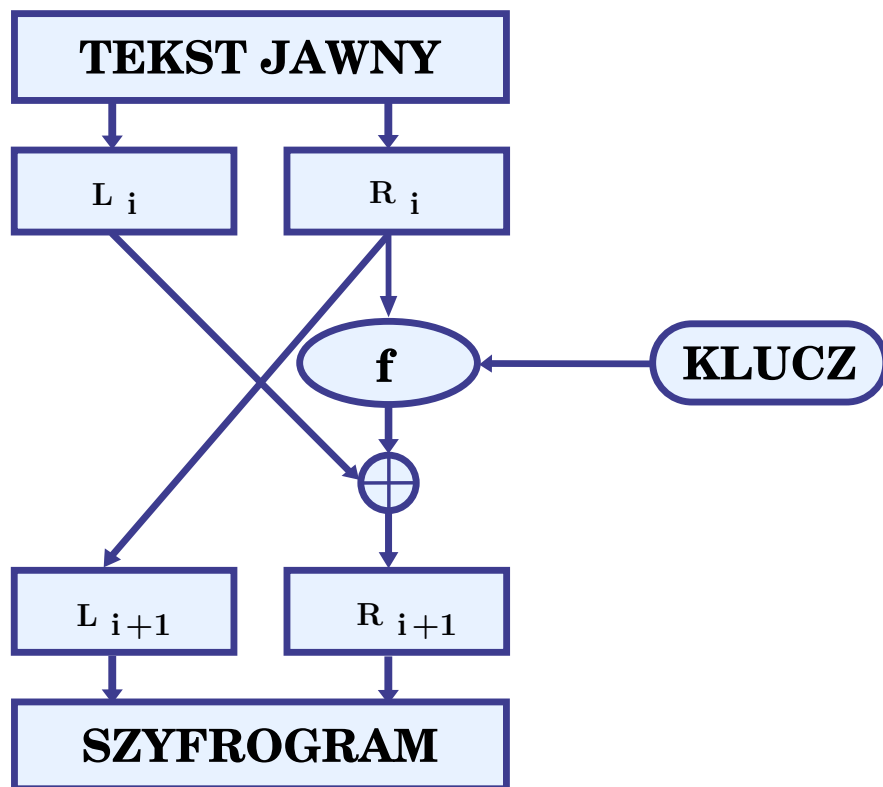 TEKST JAWNY
L i
R i
f
KLUCZ
L i+1
R i+1
SZYFROGRAM